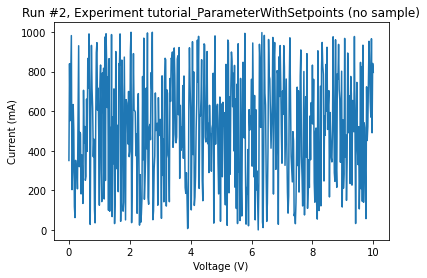 Run #2, Experiment tutorial_ParameterWithSetpoints (no sample)
1000
800
600
400
200
0
Current (mA)
0 2 4 6 8 10
Voltage (V)